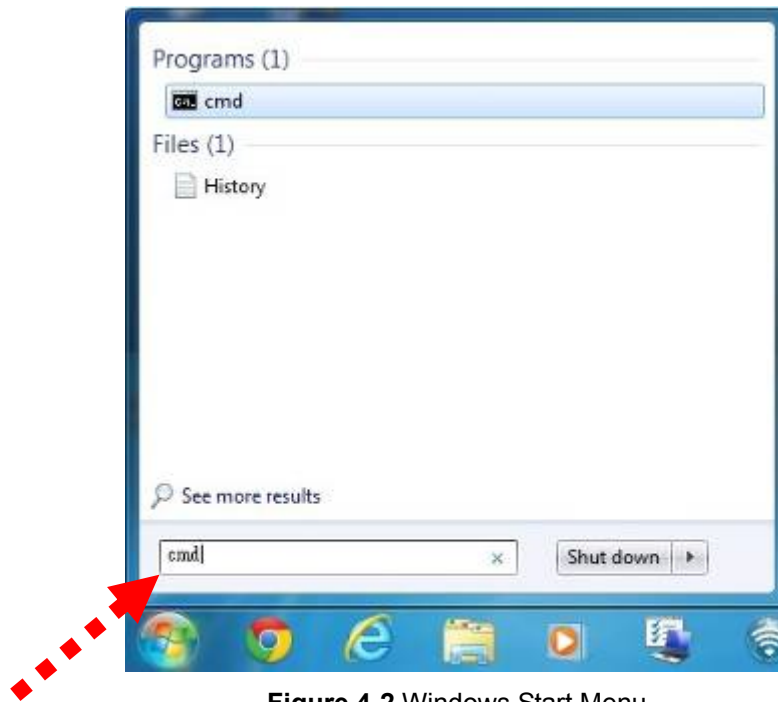 Programs (1)
cmd
Files (1)
History
See more results
cmd
Shut down
Figure 4-2 Windows Start Menu